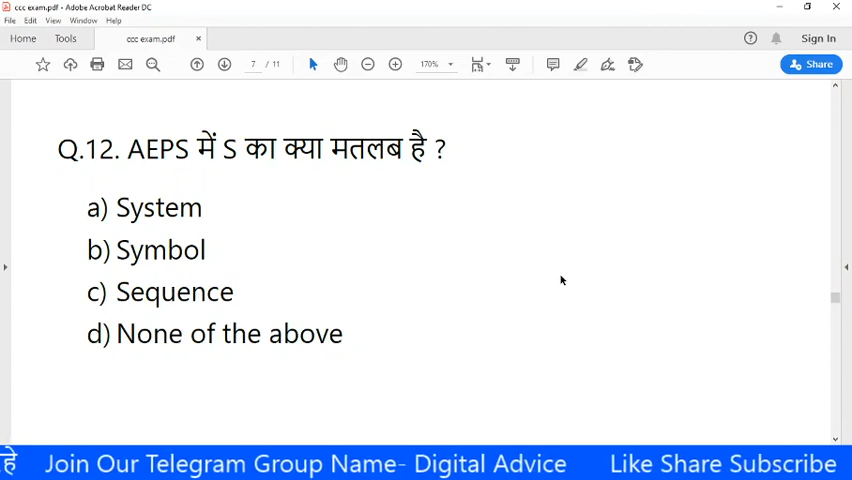 ccc exam.pdf - Adobe Acrobat Reader DC
File Edit View Window Help
Home Tools ccc exam.pdf × Sign In
7 / 11 170% Share
Q.12. AEPS में S का क्या मतलब है ?
a) System
b) Symbol
c) Sequence
d) None of the above
हे Join Our Telegram Group Name- Digital Advice Like Share Subscribe